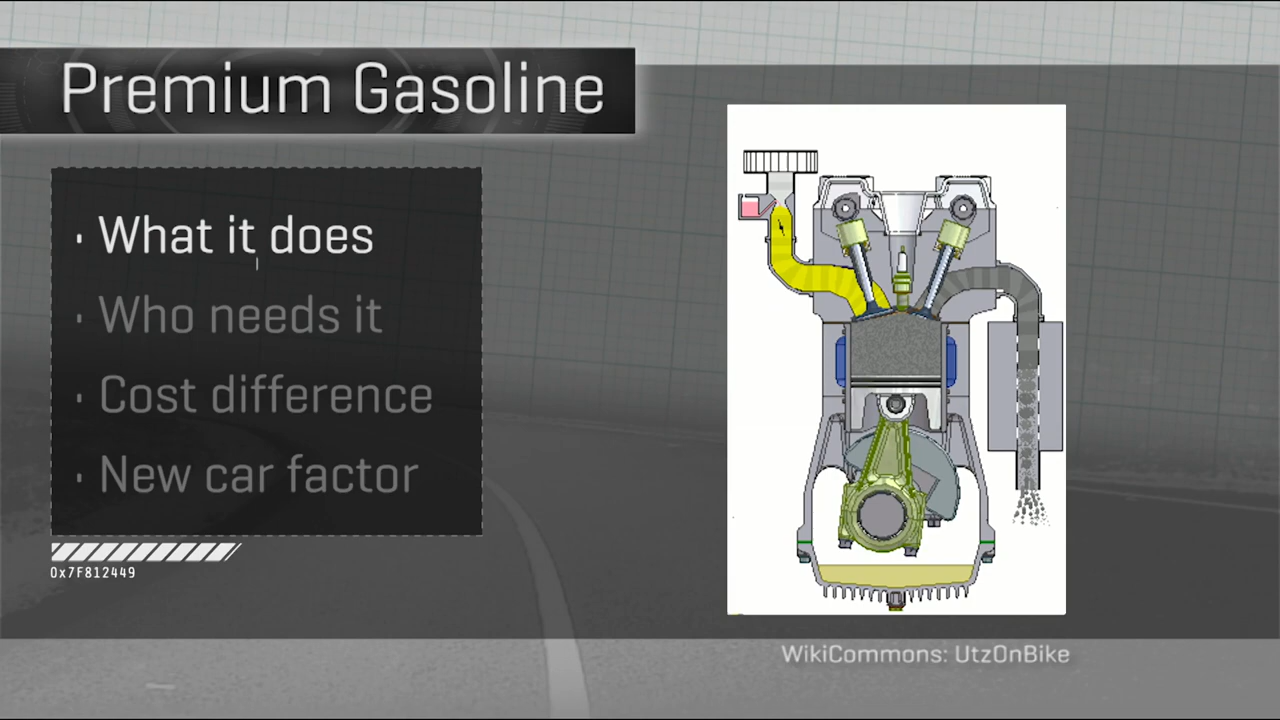 Premium Gasoline
· What it does
· Who needs it
· Cost difference
· New car factor
0x7F812449
WikiCommons: UtzOnBike